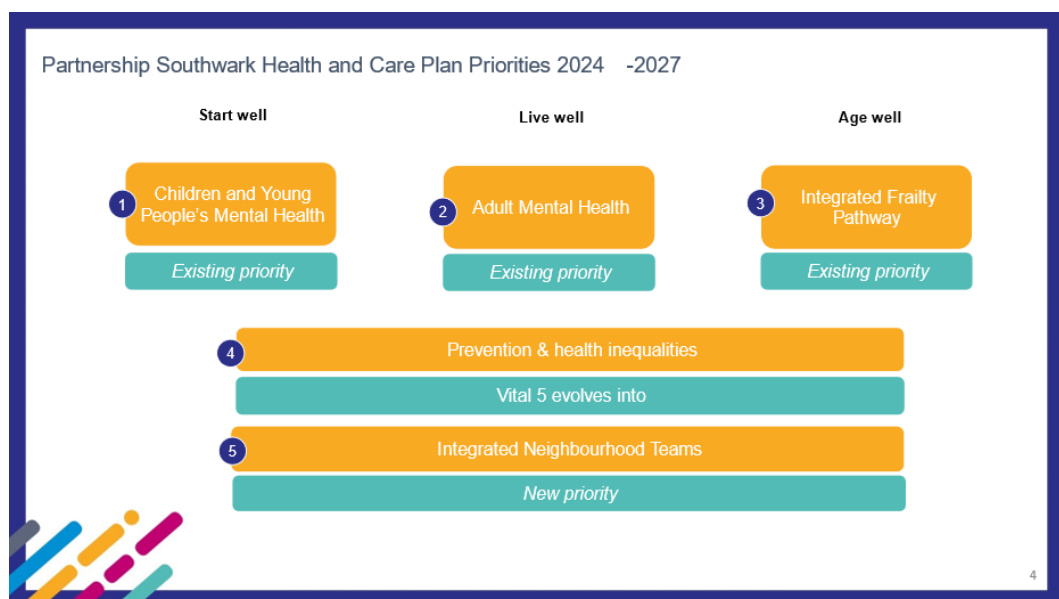 Partnership Southwark Health and Care Plan Priorities 2024 -2027
Start well
Live well
Age well
1
Children and Young
People's Mental Health
Existing priority
2
Adult Mental Health
Existing priority
3
Integrated Frailty
Pathway
Existing priority
4
Prevention & health inequalities
Vital 5 evolves into
5
Integrated Neighbourhood Teams
New priority
4